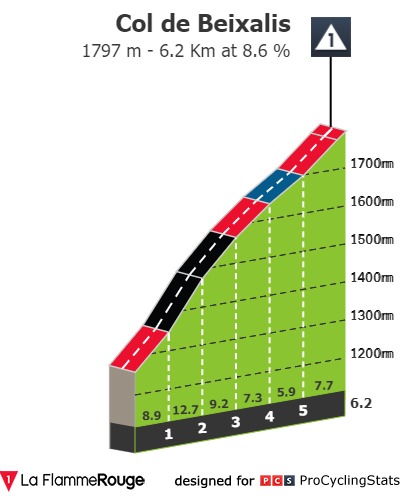 Col de Beixalis
1797 m - 6.2 Km at 8.6 %
1
1700m
1600m
1500m
1400m
1300m
1200m
8.9 12.7 9.2 7.3 5.9 7.7
1 2 3 4 5 6.2
1 La FlammeRouge designed for PCS ProCyclingStats